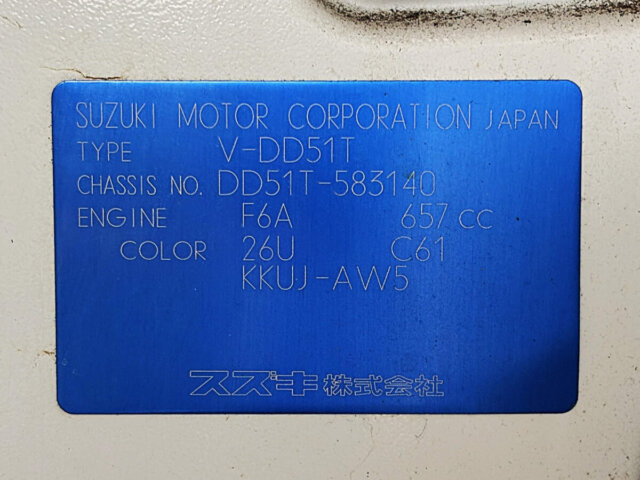 SUZUKI MOTOR CORPORATION JAPAN
TYPE V-DD51T
CHASSIS NO. DD51T-583140
ENGINE F6A 657 cc
COLOR 26U C61
KKUJ-AW5
スズキ株式会社